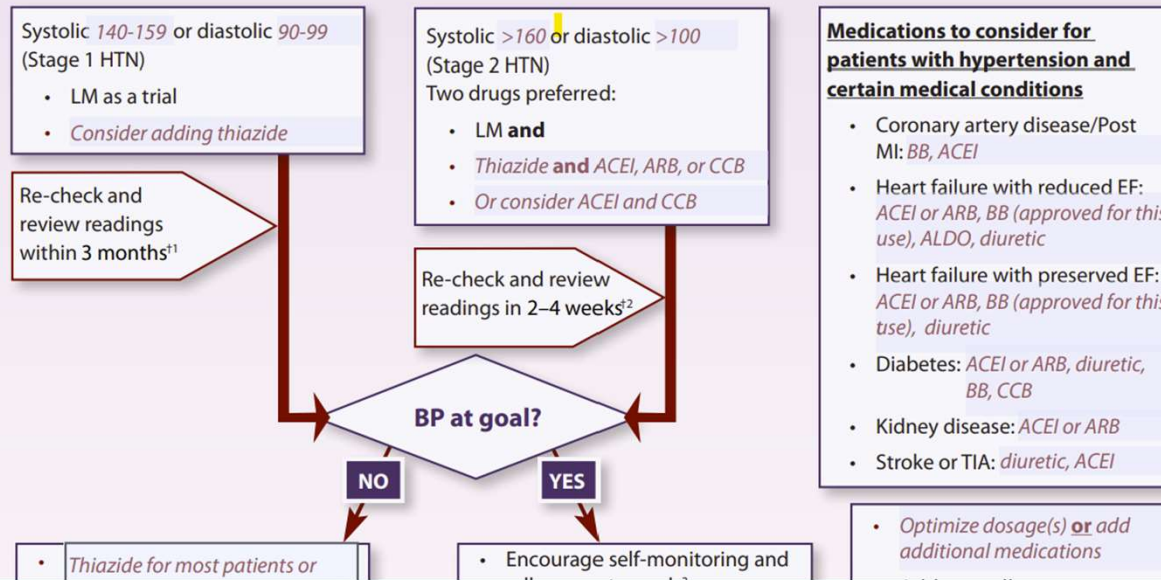 Systolic 140-159 or diastolic 90-99
(Stage 1 HTN)
• LM as a trial
• Consider adding thiazide
Re-check and
review readings
within 3 months†1
Systolic >160 or diastolic >100
(Stage 2 HTN)
Two drugs preferred:
• LM and
• Thiazide and ACEI, ARB, or CCB
• Or consider ACEI and CCB
Re-check and review
readings in 2–4 weeks†2
BP at goal?
NO
YES
• Thiazide for most patients or
• Encourage self-monitoring and
Medications to consider for
patients with hypertension and
certain medical conditions
• Coronary artery disease/Post
MI: BB, ACEI
• Heart failure with reduced EF:
ACEI or ARB, BB (approved for this
use), ALDO, diuretic
• Heart failure with preserved EF:
ACEI or ARB, BB (approved for this
tuse), diuretic
• Diabetes: ACEI or ARB, diuretic,
BB, CCB
• Kidney disease: ACEI or ARB
• Stroke or TIA: diuretic, ACEI
• Optimize dosage(s) or add
additional medications